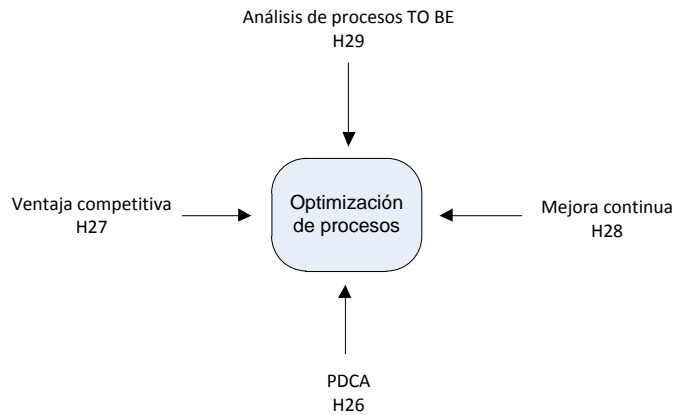 Análisis de procesos TO BE
H29
Ventaja competitiva
H27
Optimización
de procesos
Mejora continua
H28
PDCA
H26